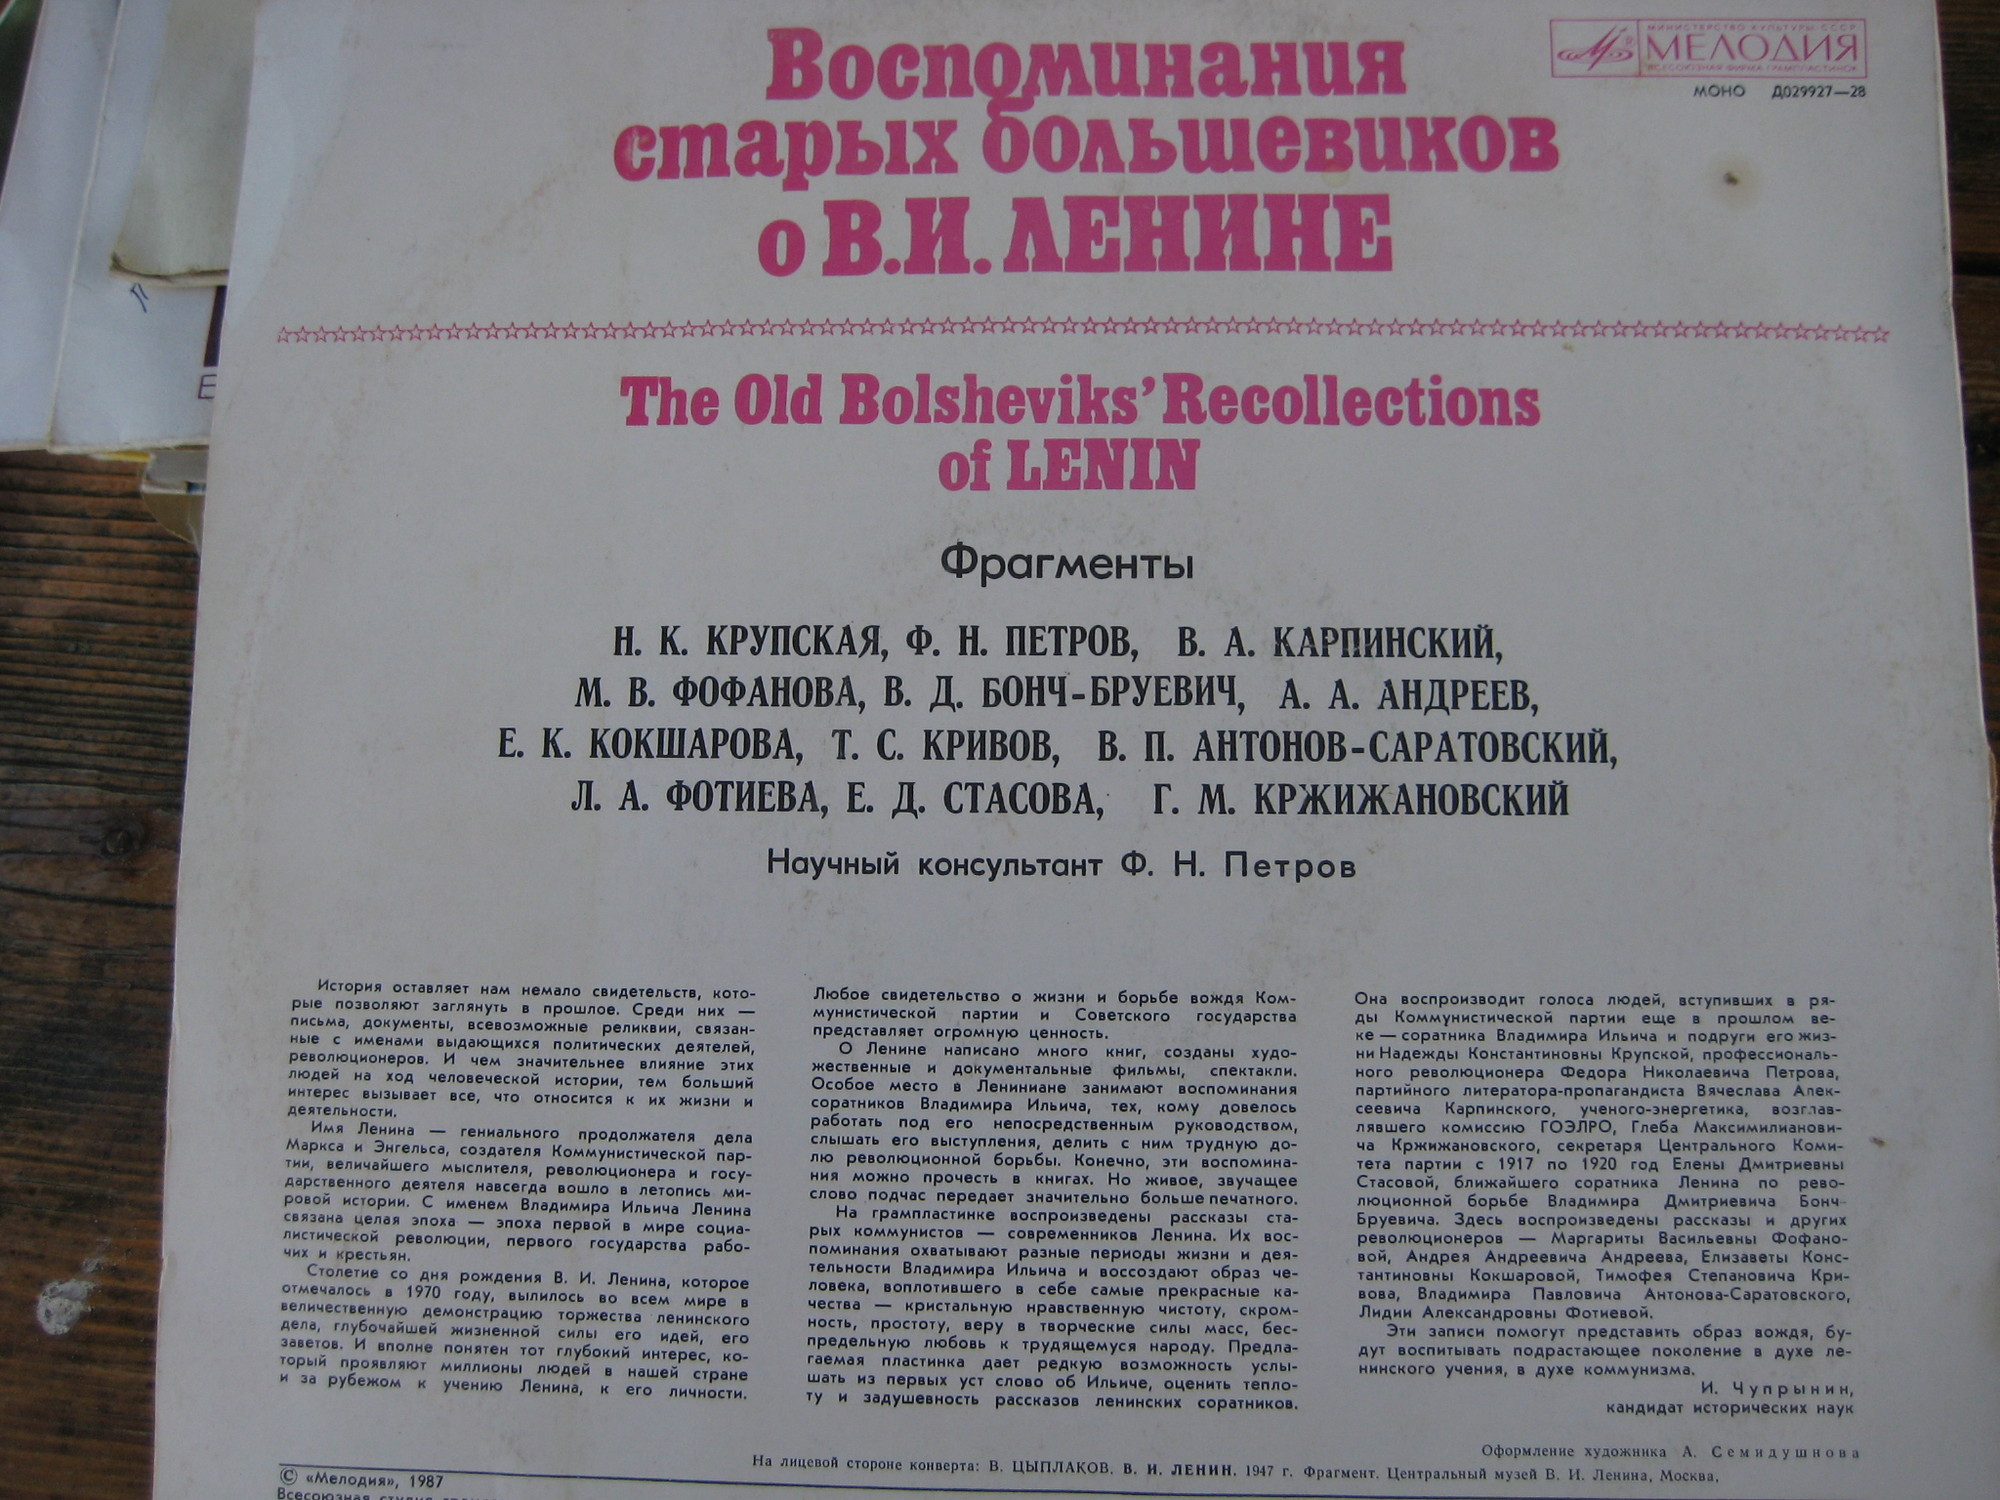 Воспоминания
старых большевиков
о В.И. ЛЕНИНЕ
МИНИСТЕРСТВО КУЛЬТУРЫ СССР
МЕЛОДИЯ
ВСЕСОЮЗНАЯ ФИРМА ГРАМПЛАСТИНОК
МОНО Д029927—28
The Old Bolsheviks' Recollections
of LENIN
Фрагменты
Н. К. КРУПСКАЯ, Ф. Н. ПЕТРОВ, В. А. КАРПИНСКИЙ,
М. В. ФОФАНОВА, В. Д. БОНЧ-БРУЕВИЧ, А. А. АНДРЕЕВ,
Е. К. КОКШАРОВА, Т. С. КРИВОВ, В. П. АНТОНОВ-САРАТОВСКИЙ,
Л. А. ФОТИЕВА, Е. Д. СТАСОВА, Г. М. КРЖИЖАНОВСКИЙ
Научный консультант Ф. Н. Петров
История оставляет нам немало свидетельств, кото-
рые позволяют заглянуть в прошлое. Среди них —
письма, документы, всевозможные реликвии, связан-
ные с именами выдающихся политических деятелей,
революционеров. И чем значительнее влияние этих
людей на ход человеческой истории, тем больший
интерес вызывает все, что относится к их жизни и
деятельности.
Имя Ленина — гениального продолжателя дела
Маркса и Энгельса, создателя Коммунистической пар-
тии, величайшего мыслителя, революционера и госу-
дарственного деятеля навсегда вошло в летопись ми-
ровой истории. С именем Владимира Ильича Ленина
связана целая эпоха — эпоха первой в мире социа-
листической революции, первого государства рабо-
чих и крестьян.
Столетие со дня рождения В. И. Ленина, которое
отмечалось в 1970 году, вылилось во всем мире в
величественную демонстрацию торжества ленинского
дела, глубочайшей жизненной силы его идей, его
заветов. И вполне понятен тот глубокий интерес, ко-
торый проявляют миллионы людей в нашей стране
и за рубежом к учению Ленина, к его личности.
Любое свидетельство о жизни и борьбе вождя Ком-
мунистической партии и Советского государства
представляет огромную ценность.
О Ленине написано много книг, созданы худо-
жественные и документальные фильмы, спектакли.
Особое место в Лениниане занимают воспоминания
соратников Владимира Ильича, тех, кому довелось
работать под его непосредственным руководством,
слышать его выступления, делить с ним трудную до-
лю революционной борьбы. Конечно, эти воспомина-
ния можно прочесть в книгах. Но живое, звучащее
слово подчас передает значительно больше печатного.
На грампластинке воспроизведены рассказы ста-
рых коммунистов — современников Ленина. Их вос-
поминания охватывают разные периоды жизни и дея-
тельности Владимира Ильича и воссоздают образ че-
ловека, воплотившего в себе самые прекрасные ка-
чества — кристальную нравственную чистоту, скром-
ность, простоту, веру в творческие силы масс, бес-
предельную любовь к трудящемуся народу. Предла-
гаемая пластинка дает редкую возможность услы-
шать из первых уст слово об Ильиче, оценить тепло-
ту и задушевность рассказов ленинских соратников.
Она воспроизводит голоса людей, вступивших в ря-
ды Коммунистической партии еще в прошлом ве-
ке — соратника Владимира Ильича и подруги его жиз-
ни Надежды Константиновны Крупской, профессиональ-
ного революционера Федора Николаевича Петрова,
партийного литератора-пропагандиста Вячеслава Алек-
сеевича Карпинского, ученого-энергетика, возглав-
лявшего комиссию ГОЭЛРО, Глеба Максимилианови-
ча Кржижановского, секретаря Центрального Коми-
тета партии с 1917 по 1920 год Елены Дмитриевны
Стасовой, ближайшего соратника Ленина по рево-
люционной борьбе Владимира Дмитриевича Бонч-
Бруевича. Здесь воспроизведены рассказы и других
революционеров — Маргариты Васильевны Фофано-
вой, Андрея Андреевича Андреева, Елизаветы Конс-
тантиновны Кокшаровой, Тимофея Степановича Кри-
вова, Владимира Павловича Антонова-Саратовского,
Лидии Александровны Фотиевой.
Эти записи помогут представить образ вождя, бу-
дут воспитывать подрастающее поколение в духе ле-
нинского учения, в духе коммунизма.
И. Чупрынин,
кандидат исторических наук
Оформление художника А. Семидушнова
На лицевой стороне конверта: В. ЦЫПЛАКОВ. В. И. ЛЕНИН. 1947 г. Фрагмент. Центральный музей В. И. Ленина, Москва,
© «Мелодия», 1987
Всесоюзная студия